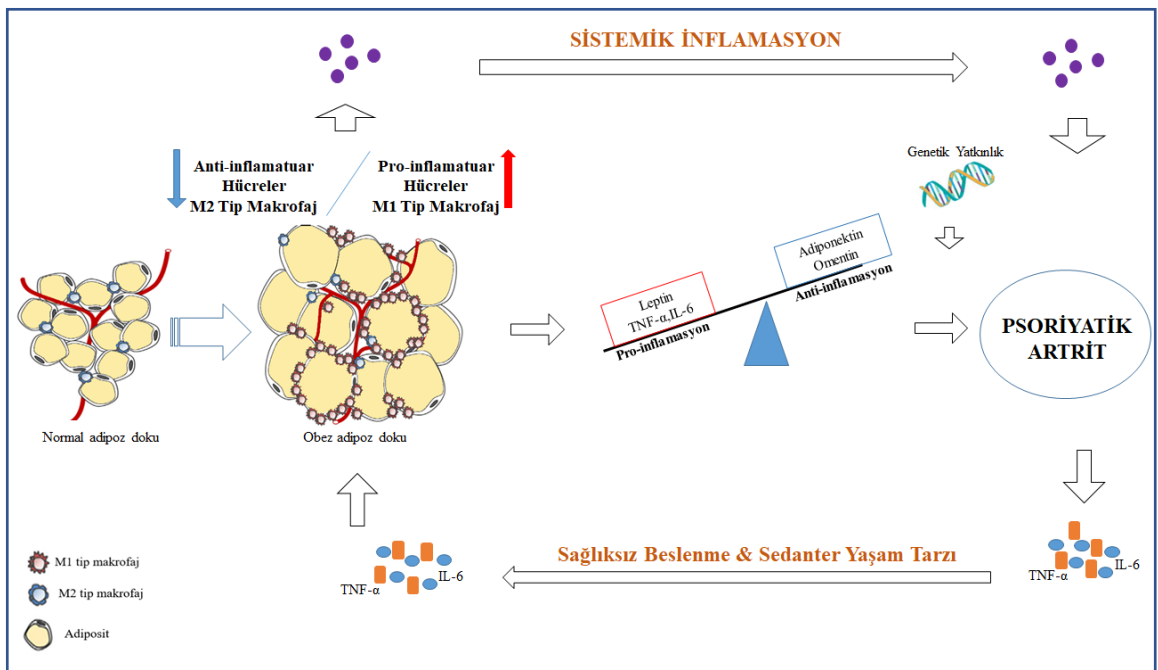 SİSTEMİK İNFLAMASYON
Anti-inflamatuar
Hücreler
M2 Tip Makrofaj
Pro-inflamatuar
Hücreler
M1 Tip Makrofaj
Genetik Yatkınlık
Adiponektin
Omentin
Anti-inflamasyon
Leptin
TNF-α,IL-6
Pro-inflamasyon
PSORİYATİK
ARTRİT
Normal adipoz doku
Obez adipoz doku
Sağlıksız Beslenme & Sedanter Yaşam Tarzı
TNF-α
IL-6
TNF-α
IL-6
M1 tip makrofaj
M2 tip makrofaj
Adiposit